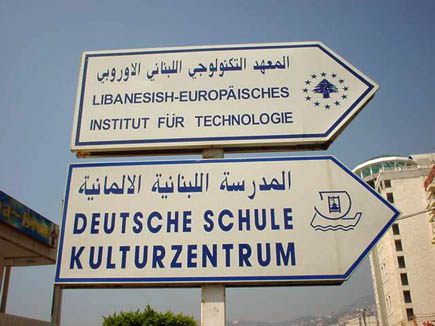 المعهد التكنولوجي اللبناني الاوروبي
LIBANESISH-EUROPÄISCHES
INSTITUT FÜR TECHNOLOGIE
المدرسة اللبنانية الالمانية
DEUTSCHE SCHULE
KULTURZENTRUM